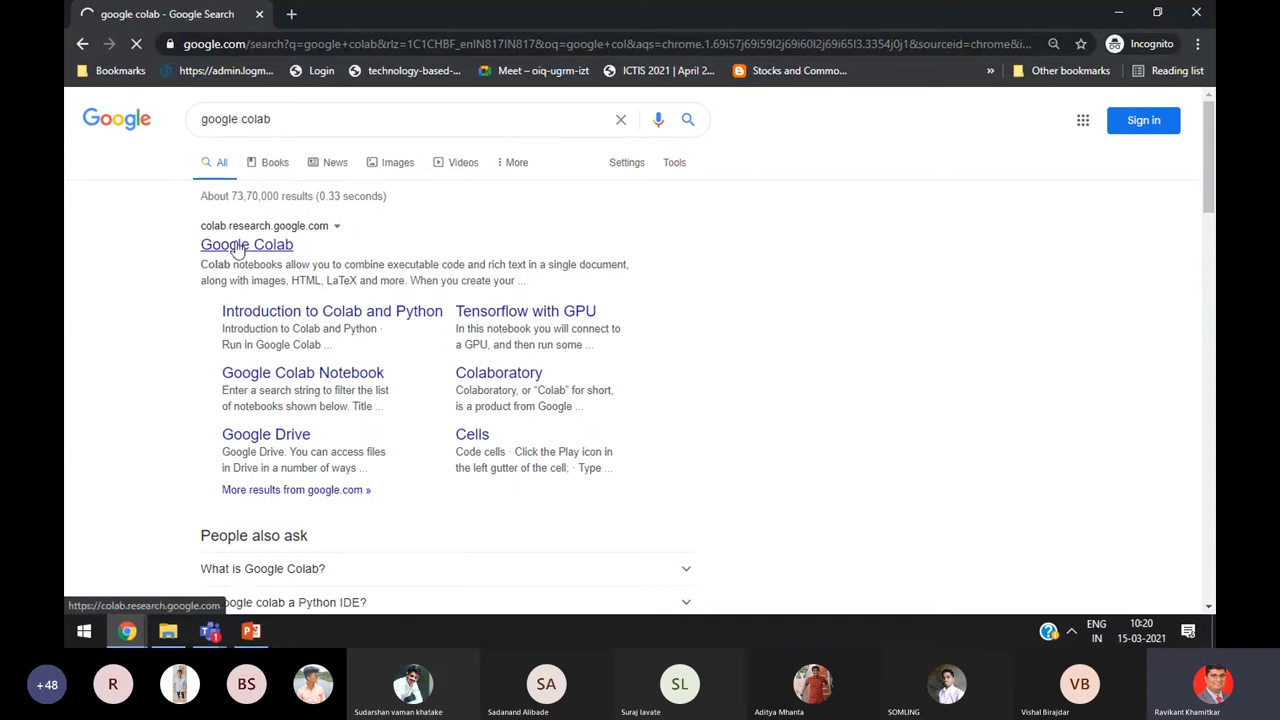 google colab - Google Search
google.com/search?q=google+colab&rlz=1C1CHBF_enIN817IN817&oq=google+col&aqs=chrome.1.69i57j69i59l2j69i60l2j69i65l3.3354j0j1&sourceid=chrome&i...
Incognito
Bookmarks
https://admin.logm...
Login
technology-based-...
Meet – oiq-ugrm-izt
ICTIS 2021 | April 2...
Stocks and Commo...
»
Other bookmarks
Reading list
Google
google colab
Sign in
All
Books
News
Images
Videos
More
Settings
Tools
About 73,70,000 results (0.33 seconds)
colab.research.google.com
Google Colab
Colab notebooks allow you to combine executable code and rich text in a single document,
along with images, HTML, LaTeX and more. When you create your ...
Introduction to Colab and Python
Introduction to Colab and Python ·
Run in Google Colab ...
Tensorflow with GPU
In this notebook you will connect to
a GPU, and then run some ...
Google Colab Notebook
Enter a search string to filter the list
of notebooks shown below. Title ...
Colaboratory
Colaboratory, or “Colab” for short,
is a product from Google ...
Google Drive
Google Drive. You can access files
in Drive in a number of ways ...
Cells
Code cells · Click the Play icon in
the left gutter of the cell; · Type ...
More results from google.com »
People also ask
What is Google Colab?
google colab a Python IDE?
https://colab.research.google.com
1
ENG
IN
10:20
15-03-2021
+48
R
BS
SA
SL
VB
Sudarshan vaman khatake
Sadanand Alibade
Suraj Javate
Aditya Mhanta
SOMLING
Vishal Birajdar
Ravikant Khamitkar